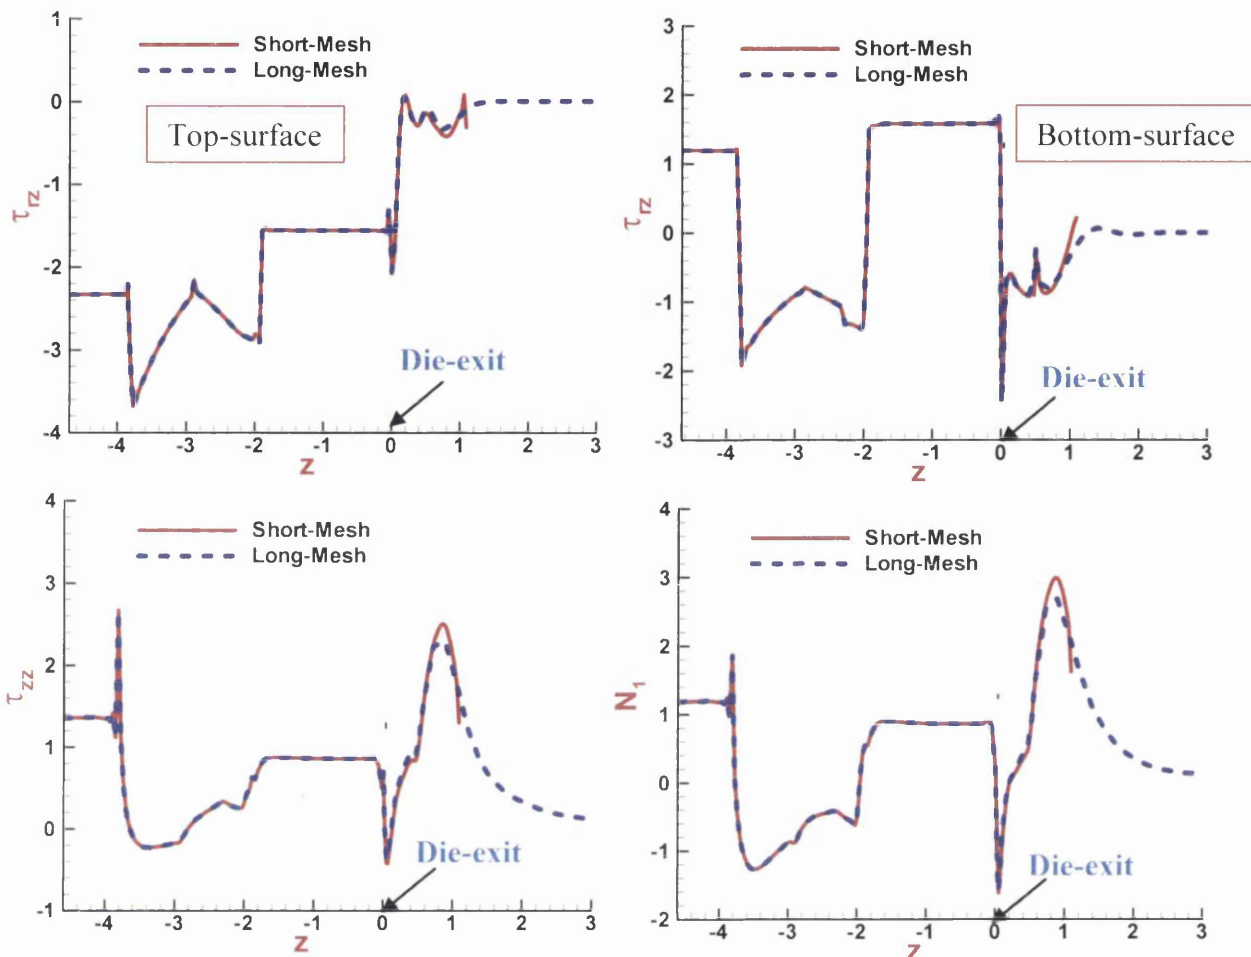 1
0
-1
-2
-3
-4
τrz
Short-Mesh
Long-Mesh
Top-surface
Die-exit
-4
-3
-2
-1
0
1
2
3
z
3
2
1
0
-1
-2
-3
τrz
Short-Mesh
Long-Mesh
Bottom-surface
Die-exit
-4
-3
-2
-1
0
1
2
3
z
4
3
2
1
0
-1
τzz
Short-Mesh
Long-Mesh
Die-exit
-4
-3
-2
-1
0
1
2
3
z
4
3
2
1
0
-1
-2
N1
Short-Mesh
Long-Mesh
Die-exit
-4
-3
-2
-1
0
1
2
3
z